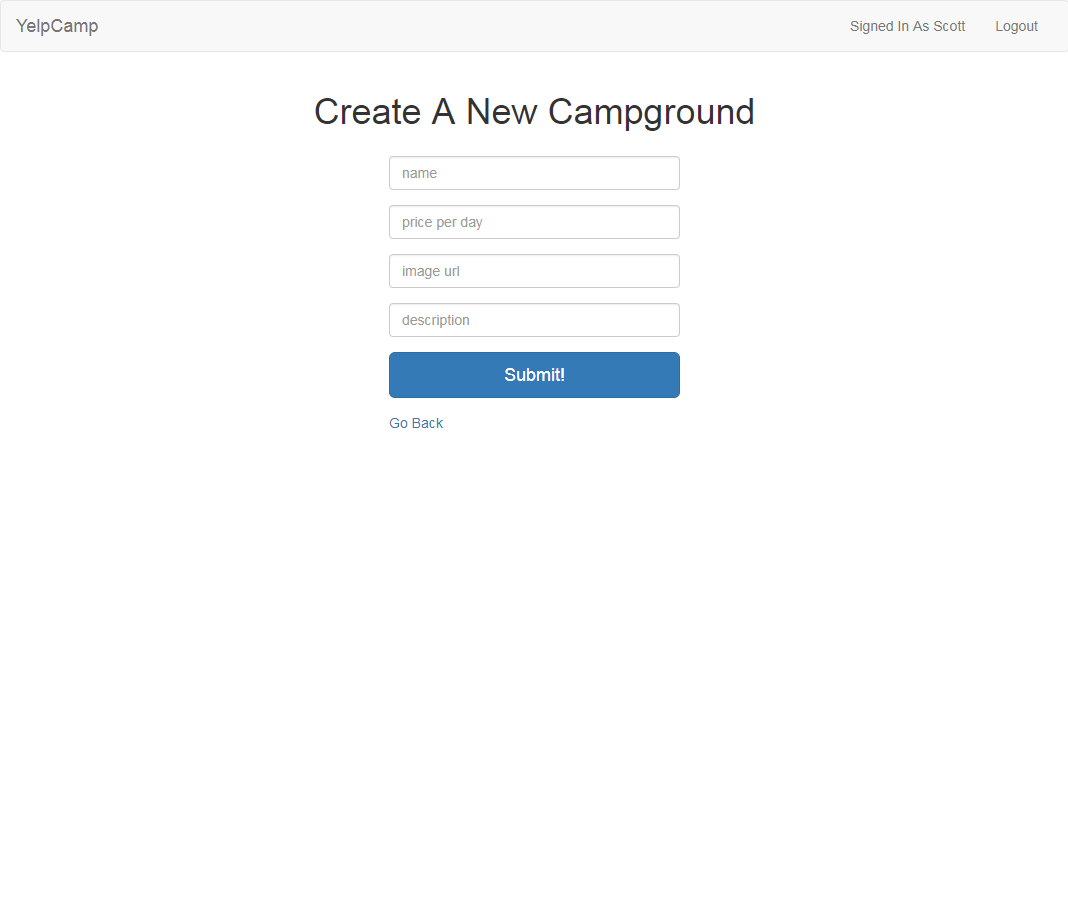 YelpCamp Signed In As Scott Logout
Create A New Campground
name
price per day
image url
description
Submit!
Go Back